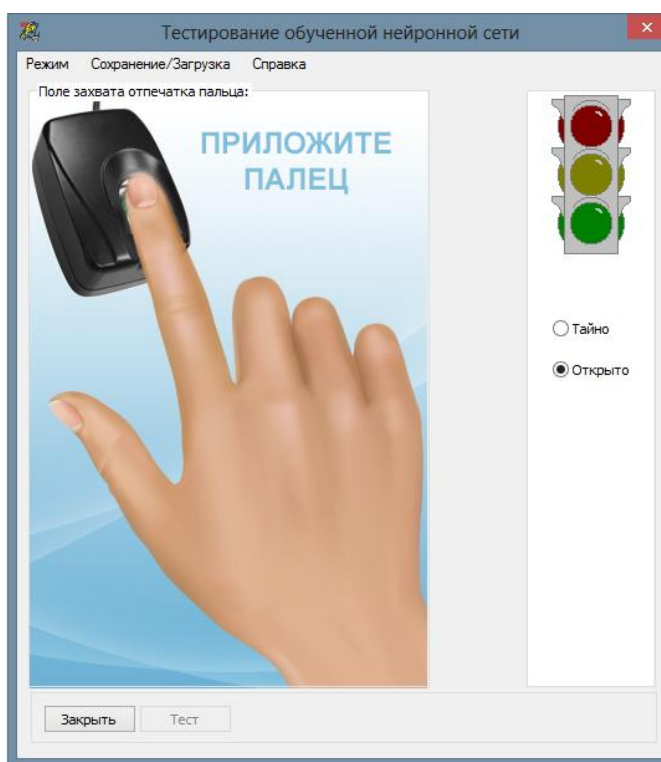 Тестирование обученной нейронной сети
Режим Сохранение/Загрузка Справка
Поле захвата отпечатка пальца:
ПРИЛОЖИТЕ
ПАЛЕЦ
Тайно
Открыто
Закрыть Тест